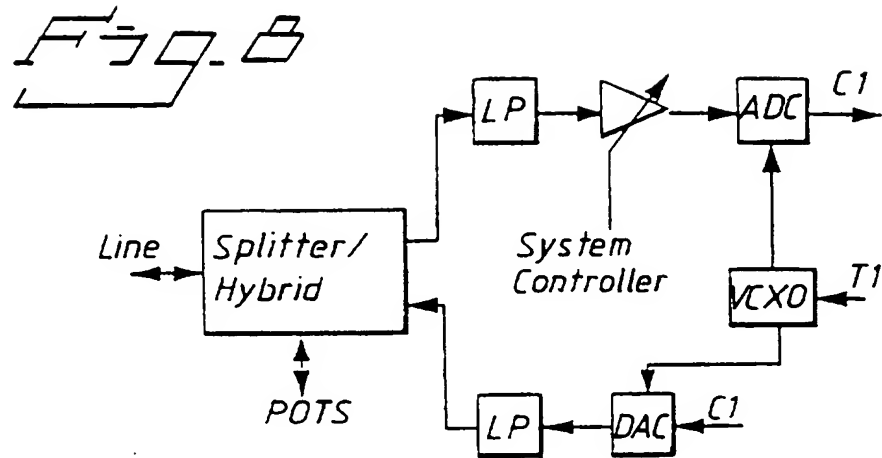 Fig. 8
LP
ADC
C1
Line
Splitter/
Hybrid
System
Controller
VCXO
T1
POTS
LP
DAC
C1